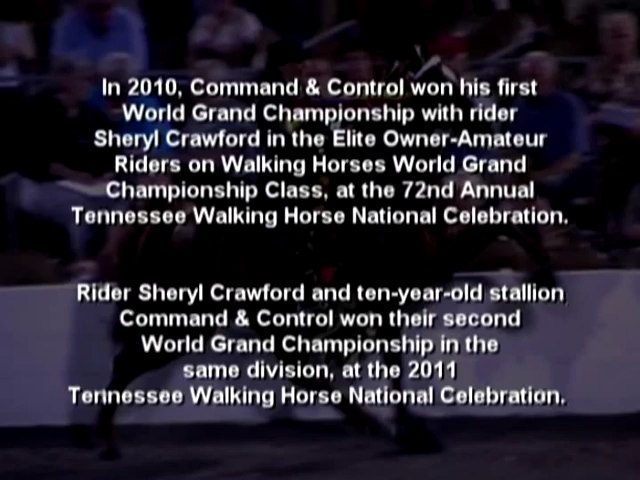 In 2010, Command & Control won his first
World Grand Championship with rider
Sheryl Crawford in the Elite Owner-Amateur
Riders on Walking Horses World Grand
Championship Class, at the 72nd Annual
Tennessee Walking Horse National Celebration.
Rider Sheryl Crawford and ten-year-old stallion
Command & Control won their second
World Grand Championship in the
same division, at the 2011
Tennessee Walking Horse National Celebration.